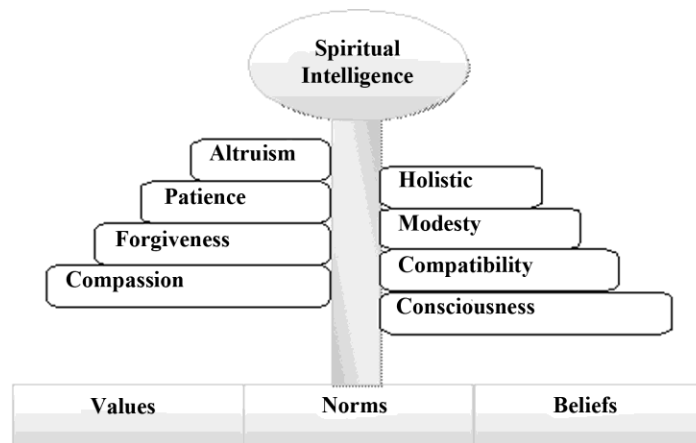 Spiritual
Intelligence
Altruism
Patience
Forgiveness
Compassion
Holistic
Modesty
Compatibility
Consciousness
Values
Norms
Beliefs